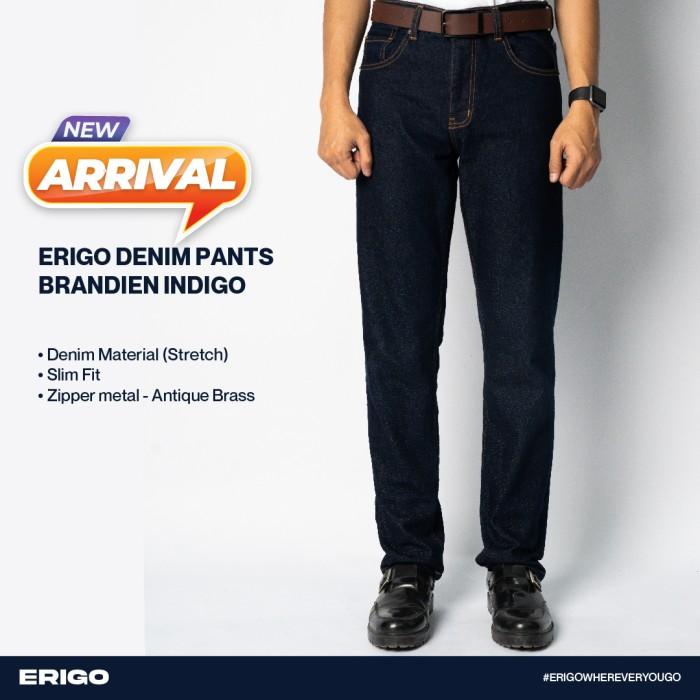 NEW
ARRIVAL
ERIGO DENIM PANTS
BRANDIEN INDIGO
• Denim Material (Stretch)
• Slim Fit
• Zipper metal - Antique Brass
ERIGO
#ERIGOWHEREVERYOUGO